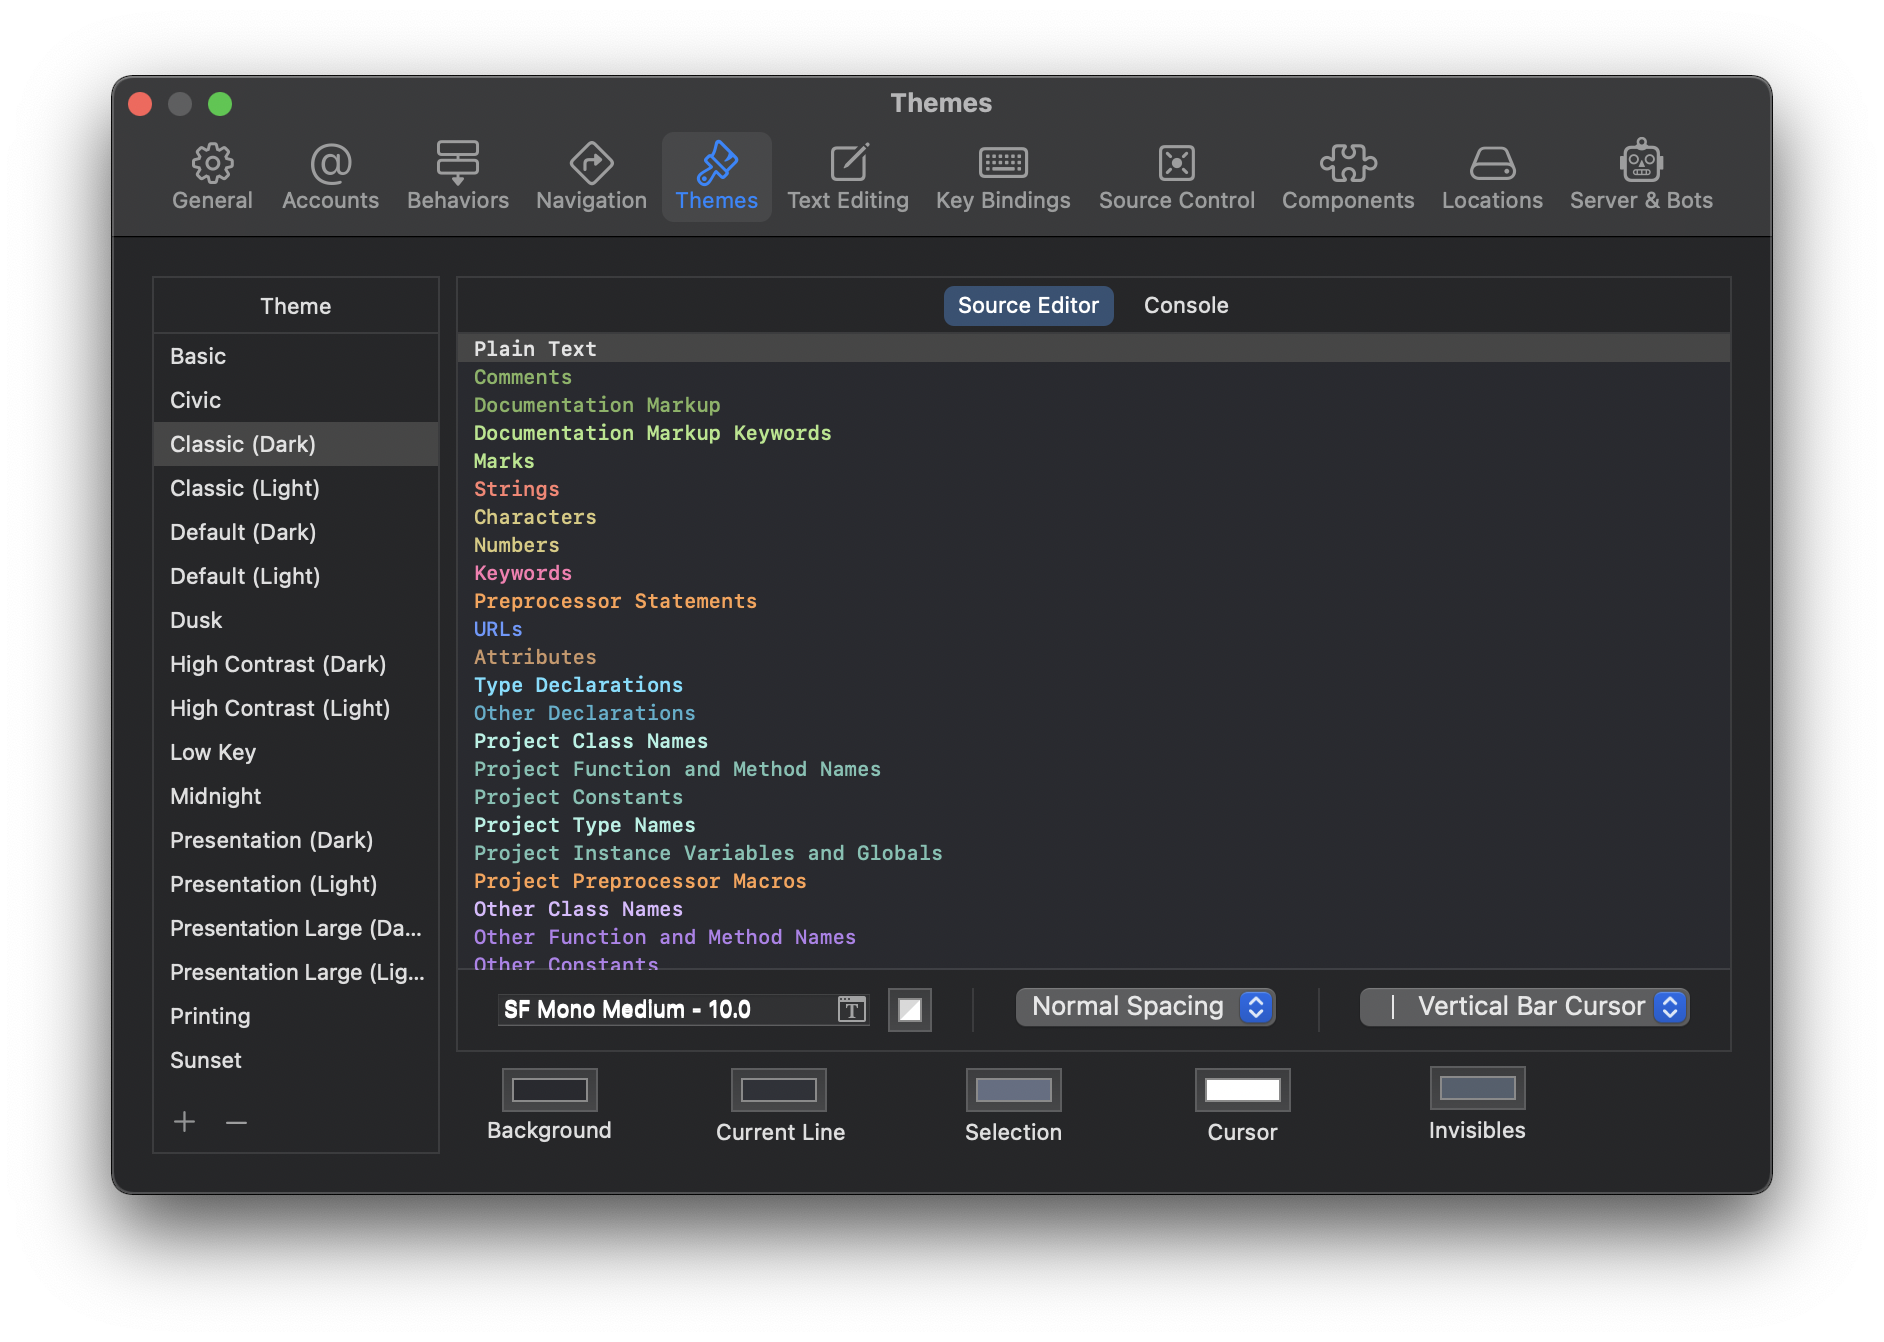 Themes
General
Accounts
Behaviors
Navigation
Themes
Text Editing
Key Bindings
Source Control
Components
Locations
Server & Bots
Theme
Basic
Civic
Classic (Dark)
Classic (Light)
Default (Dark)
Default (Light)
Dusk
High Contrast (Dark)
High Contrast (Light)
Low Key
Midnight
Presentation (Dark)
Presentation (Light)
Presentation Large (Da...
Presentation Large (Lig...
Printing
Sunset
Source Editor
Console
Plain Text
Comments
Documentation Markup
Documentation Markup Keywords
Marks
Strings
Characters
Numbers
Keywords
Preprocessor Statements
URLs
Attributes
Type Declarations
Other Declarations
Project Class Names
Project Function and Method Names
Project Constants
Project Type Names
Project Instance Variables and Globals
Project Preprocessor Macros
Other Class Names
Other Function and Method Names
Other Constants
SF Mono Medium - 10.0
Normal Spacing
Vertical Bar Cursor
Background
Current Line
Selection
Cursor
Invisibles